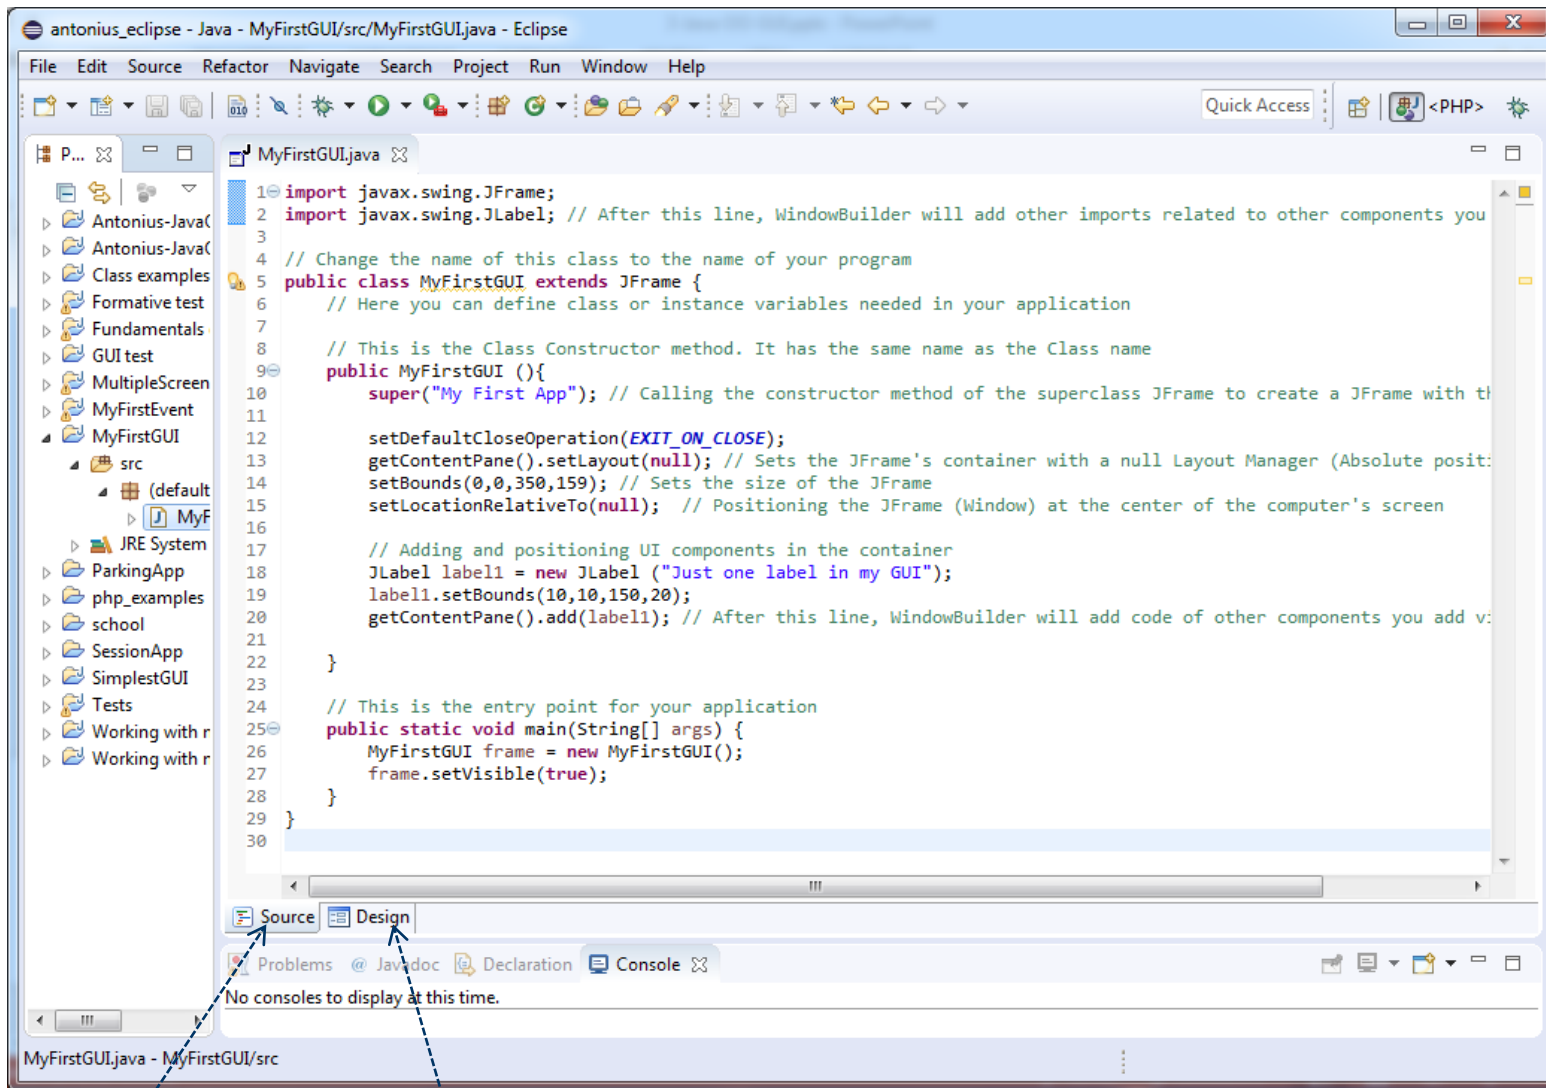 antonius_eclipse - Java - MyFirstGUI/src/MyFirstGUI.java - Eclipse
File Edit Source Refactor Navigate Search Project Run Window Help
Quick Access
<PHP>
P...
MyFirstGUI.java
Antonius-Java
Antonius-Java
Class examples
Formative test
Fundamentals
GUI test
MultipleScreen
MyFirstEvent
MyFirstGUI
src
(default
MyF
JRE System
ParkingApp
php_examples
school
SessionApp
SimplestGUI
Tests
Working with r
Working with r
1 import javax.swing.JFrame;
2 import javax.swing.JLabel; // After this line, WindowBuilder will add other imports related to other components you
3
4 // Change the name of this class to the name of your program
5 public class MyFirstGUI extends JFrame {
6 // Here you can define class or instance variables needed in your application
7
8 // This is the Class Constructor method. It has the same name as the Class name
9 public MyFirstGUI (){
10 super("My First App"); // Calling the constructor method of the superclass JFrame to create a JFrame with th
11
12 setDefaultCloseOperation(EXIT_ON_CLOSE);
13 getContentPane().setLayout(null); // Sets the JFrame's container with a null Layout Manager (Absolute positi
14 setBounds(0,0,350,159); // Sets the size of the JFrame
15 setLocationRelativeTo(null); // Positioning the JFrame (Window) at the center of the computer's screen
16
17 // Adding and positioning UI components in the container
18 JLabel label1 = new JLabel ("Just one label in my GUI");
19 label1.setBounds(10,10,150,20);
20 getContentPane().add(label1); // After this line, WindowBuilder will add code of other components you add vi
21
22 }
23
24 // This is the entry point for your application
25 public static void main(String[] args) {
26 MyFirstGUI frame = new MyFirstGUI();
27 frame.setVisible(true);
28 }
29 }
30
Source Design
Problems @ Javadoc Declaration Console
No consoles to display at this time.
MyFirstGUI.java - MyFirstGUI/src